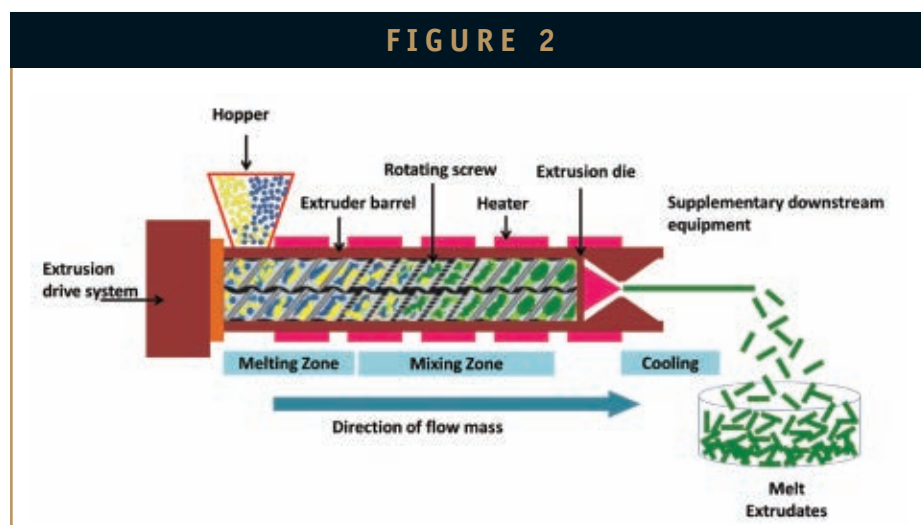 FIGURE 2
Hopper
Rotating screw
Extrusion die
Extruder barrel
Heater
Supplementary downstream
equipment
Extrusion
drive system
Melting Zone
Mixing Zone
Cooling
Direction of flow mass
Melt
Extrudates